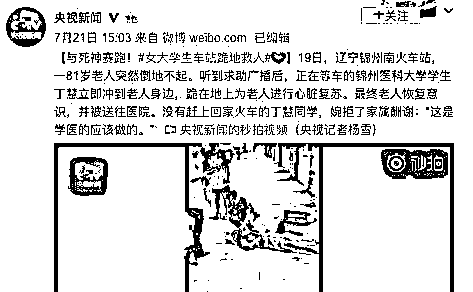 央视新闻
十关注
7月21日 15:03 来自 微博 weibo.com 已编辑
【与死神赛跑！#女大学生车站跪地救人#❤】19日，辽宁锦州南火车站，
一81岁老人突然倒地不起。听到求助广播后，正在等车的锦州医科大学学生
丁慧立即冲到老人身边，跪在地上为老人进行心脏复苏。最终老人恢复意
识，并被送往医院。没有赶上回家火车的丁慧同学，婉拒了家属酬谢："这是
学医的应该做的。" 央视新闻的秒拍视频（央视记者杨雪）
秒拍